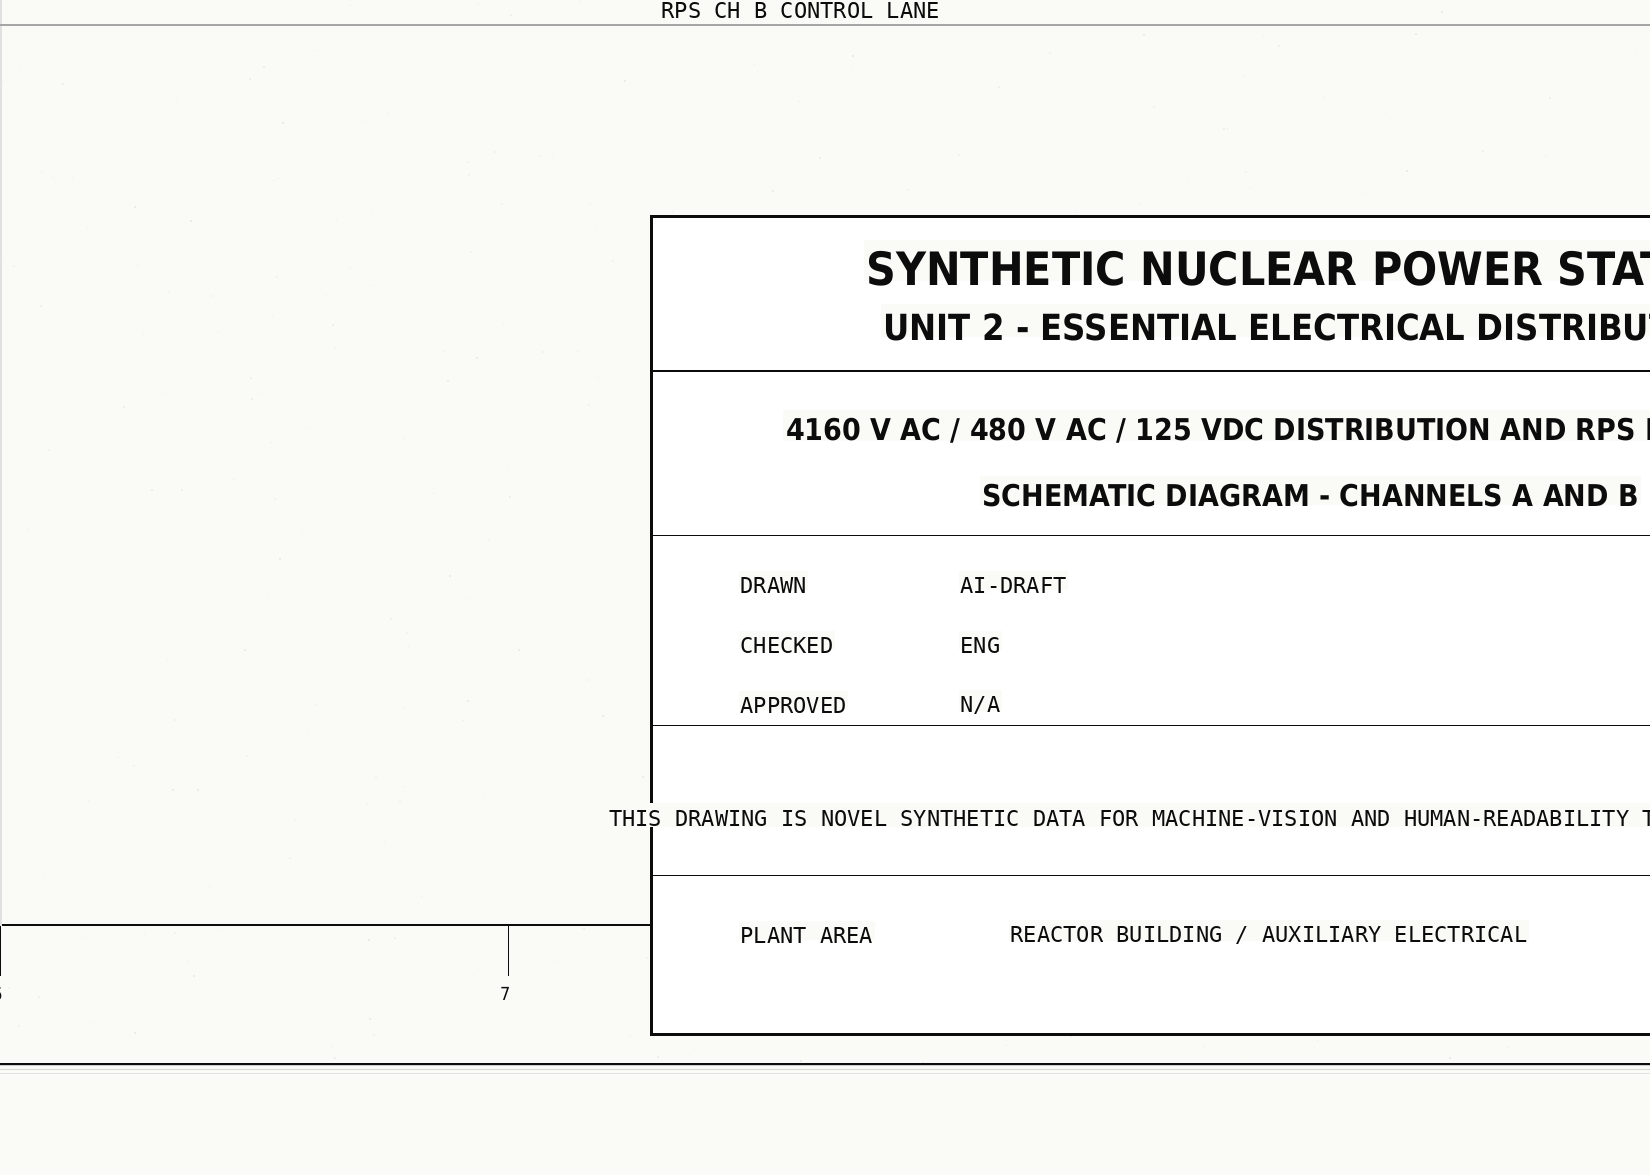 RPS CH B CONTROL LANE
SYNTHETIC NUCLEAR POWER
UNIT 2 - ESSENTIAL ELECTRICAL
4160 V AC / 480 V AC / 125 VDC DISTRIBUTION AND RPS
SCHEMATIC DIAGRAM - CHANNELS A AND B
DRAWN AI-DRAFT
CHECKED ENG
APPROVED N/A
THIS DRAWING IS NOVEL SYNTHETIC DATA FOR MACHINE-VISION AND HUMAN-READABILITY
PLANT AREA REACTOR BUILDING / AUXILIARY ELECTRICAL
7